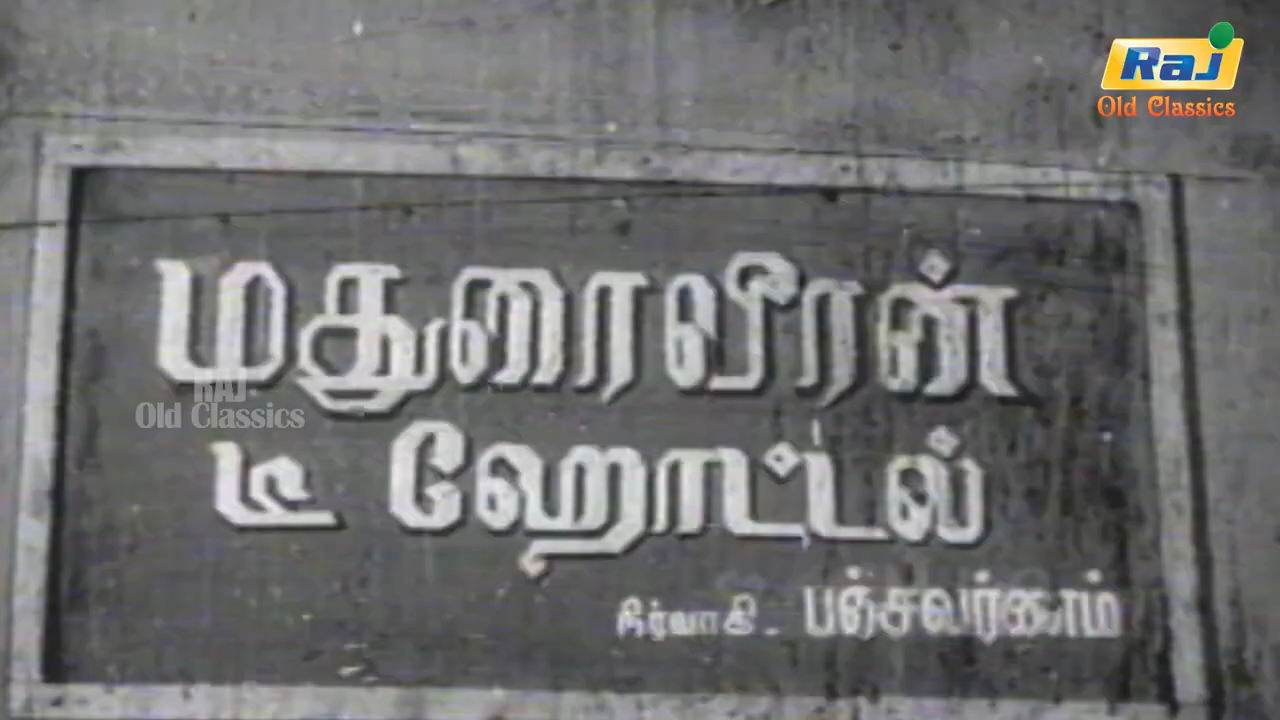 Raj
Old Classics
மதுரைவீரன்
RAJ
Old Classics
டீ ஹோட்டல்
நிர்வாகி- பஞ்சவர்ணம்